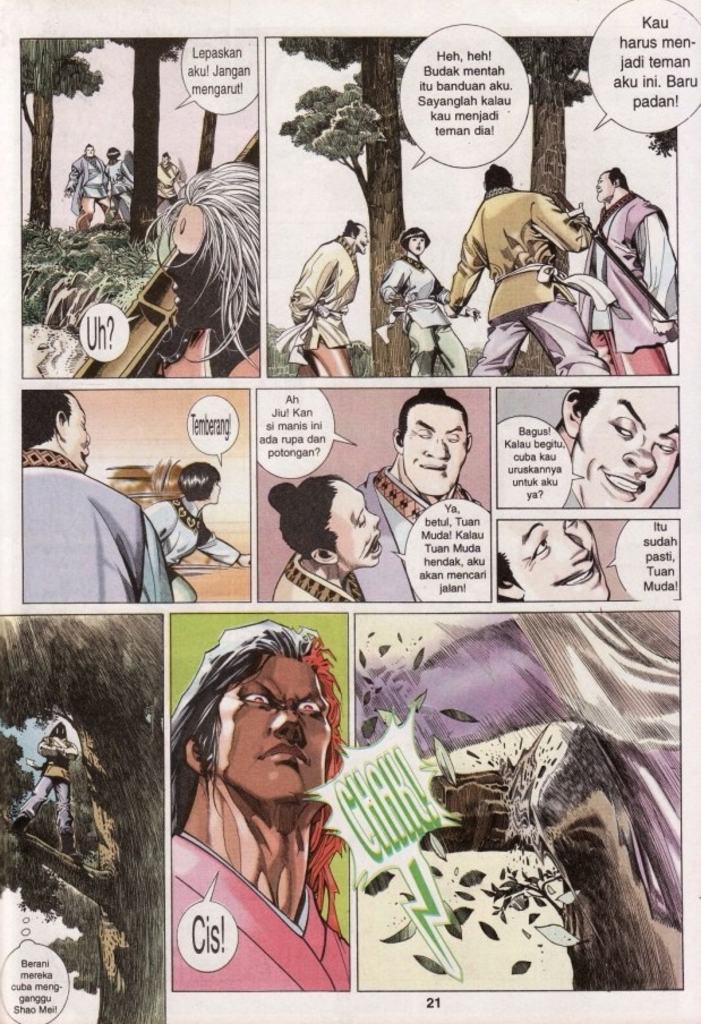 Lepaskan
aku! Jangan
mengarut!
Uh?
Heh, heh!
Budak mentah
itu banduan aku.
Sayanglah kalau
kau menjadi
teman dia!
Kau
harus men-
jadi teman
aku ini. Baru
padan!
Temberang!
Ah
Jiu! Kan
si manis ini
ada rupa dan
potongan?
Ya,
betul, Tuan
Muda! Kalau
Tuan Muda
hendak, aku
akan mencari
jalan!
Bagus!
Kalau begitu,
cuba kau
uruskannya
untuk aku
ya?
Itu
sudah
pasti,
Tuan
Muda!
Berani
mereka
cuba meng-
ganggu
Shao Mei!
Cis!
21